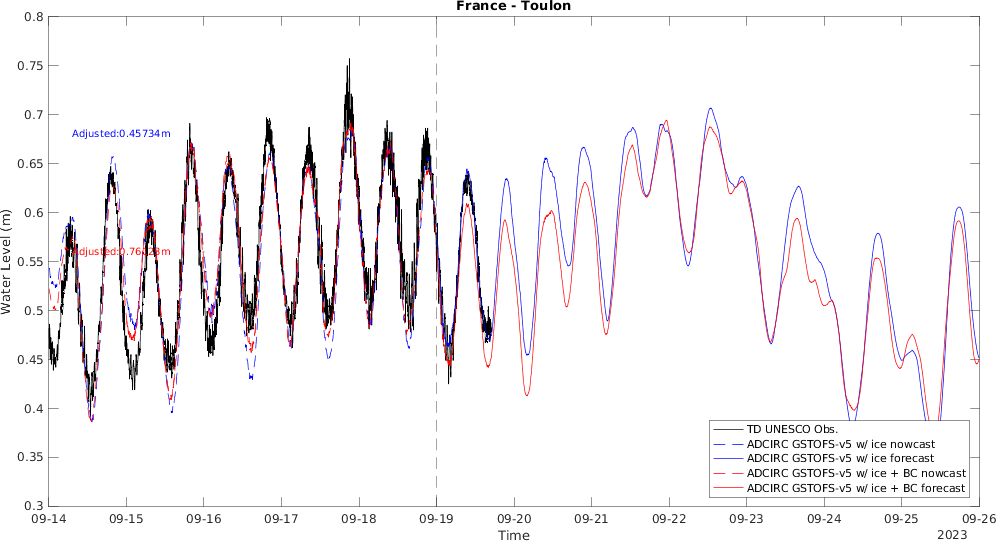 France - Toulon
0.8
0.75
0.7
0.65
0.6
0.55
0.5
0.45
0.4
0.35
0.3
Water Level (m)
Adjusted:0.45734m
TD UNESCO Obs.
ADCIRC GSTOFS-v5 w/ ice nowcast
ADCIRC GSTOFS-v5 w/ ice forecast
ADCIRC GSTOFS-v5 w/ ice + BC nowcast
ADCIRC GSTOFS-v5 w/ ice + BC forecast
09-14 09-15 09-16 09-17 09-18 09-19 09-20 09-21 09-22 09-23 09-24 09-25 09-26
Time
2023